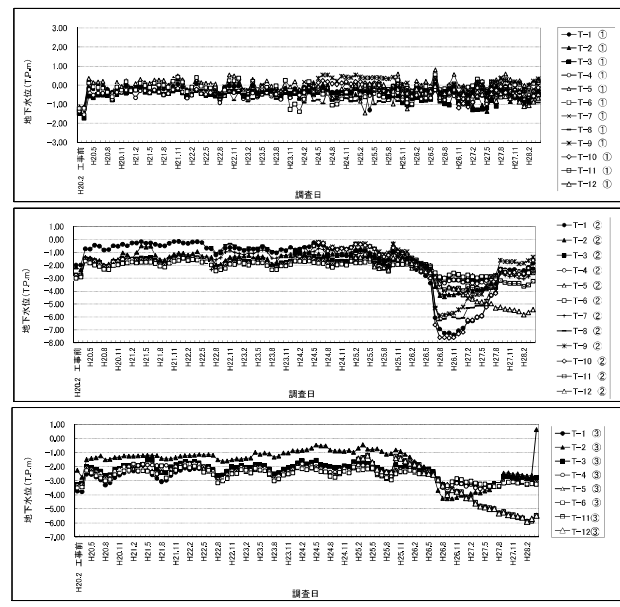 3.00
2.00
1.00
0.00
-1.00
-2.00
-3.00
地下水位(T.P.m)
H20.2 工事前
H20.5
H20.8
H20.11
H21.2
H21.5
H21.8
H21.11
H22.2
H22.5
H22.8
H22.11
H23.2
H23.5
H23.8
H23.11
H24.2
H24.5
H24.8
H24.11
H25.2
H25.5
H25.8
H25.11
H26.2
H26.5
H26.8
H26.11
H27.2
H27.5
H27.8
H27.11
H28.2
調査日
T-1 ①
T-2 ①
T-3 ①
T-4 ①
T-5 ①
T-6 ①
T-7 ①
T-8 ①
T-9 ①
T-10 ①
T-11 ①
T-12 ①
1.00
0.00
-1.00
-2.00
-3.00
-4.00
-5.00
-6.00
-7.00
-8.00
地下水位(T.P.m)
H20.2 工事前
H20.5
H20.8
H20.11
H21.2
H21.5
H21.8
H21.11
H22.2
H22.5
H22.8
H22.11
H23.2
H23.5
H23.8
H23.11
H24.2
H24.5
H24.8
H24.11
H25.2
H25.5
H25.8
H25.11
H26.2
H26.5
H26.8
H26.11
H27.2
H27.5
H27.8
H27.11
H28.2
調査日
T-1 ②
T-2 ②
T-3 ②
T-4 ②
T-5 ②
T-6 ②
T-7 ②
T-8 ②
T-9 ②
T-10 ②
T-11 ②
T-12 ②
1.00
0.00
-1.00
-2.00
-3.00
-4.00
-5.00
-6.00
-7.00
地下水位(T.P.m)
H20.2 工事前
H20.5
H20.8
H20.11
H21.2
H21.5
H21.8
H21.11
H22.2
H22.5
H22.8
H22.11
H23.2
H23.5
H23.8
H23.11
H24.2
H24.5
H24.8
H24.11
H25.2
H25.5
H25.8
H25.11
H26.2
H26.5
H26.8
H26.11
H27.2
H27.5
H27.8
H27.11
H28.2
調査日
T-1 ③
T-2 ③
T-3 ③
T-4 ③
T-5 ③
T-6 ③
T-11③
T-12③